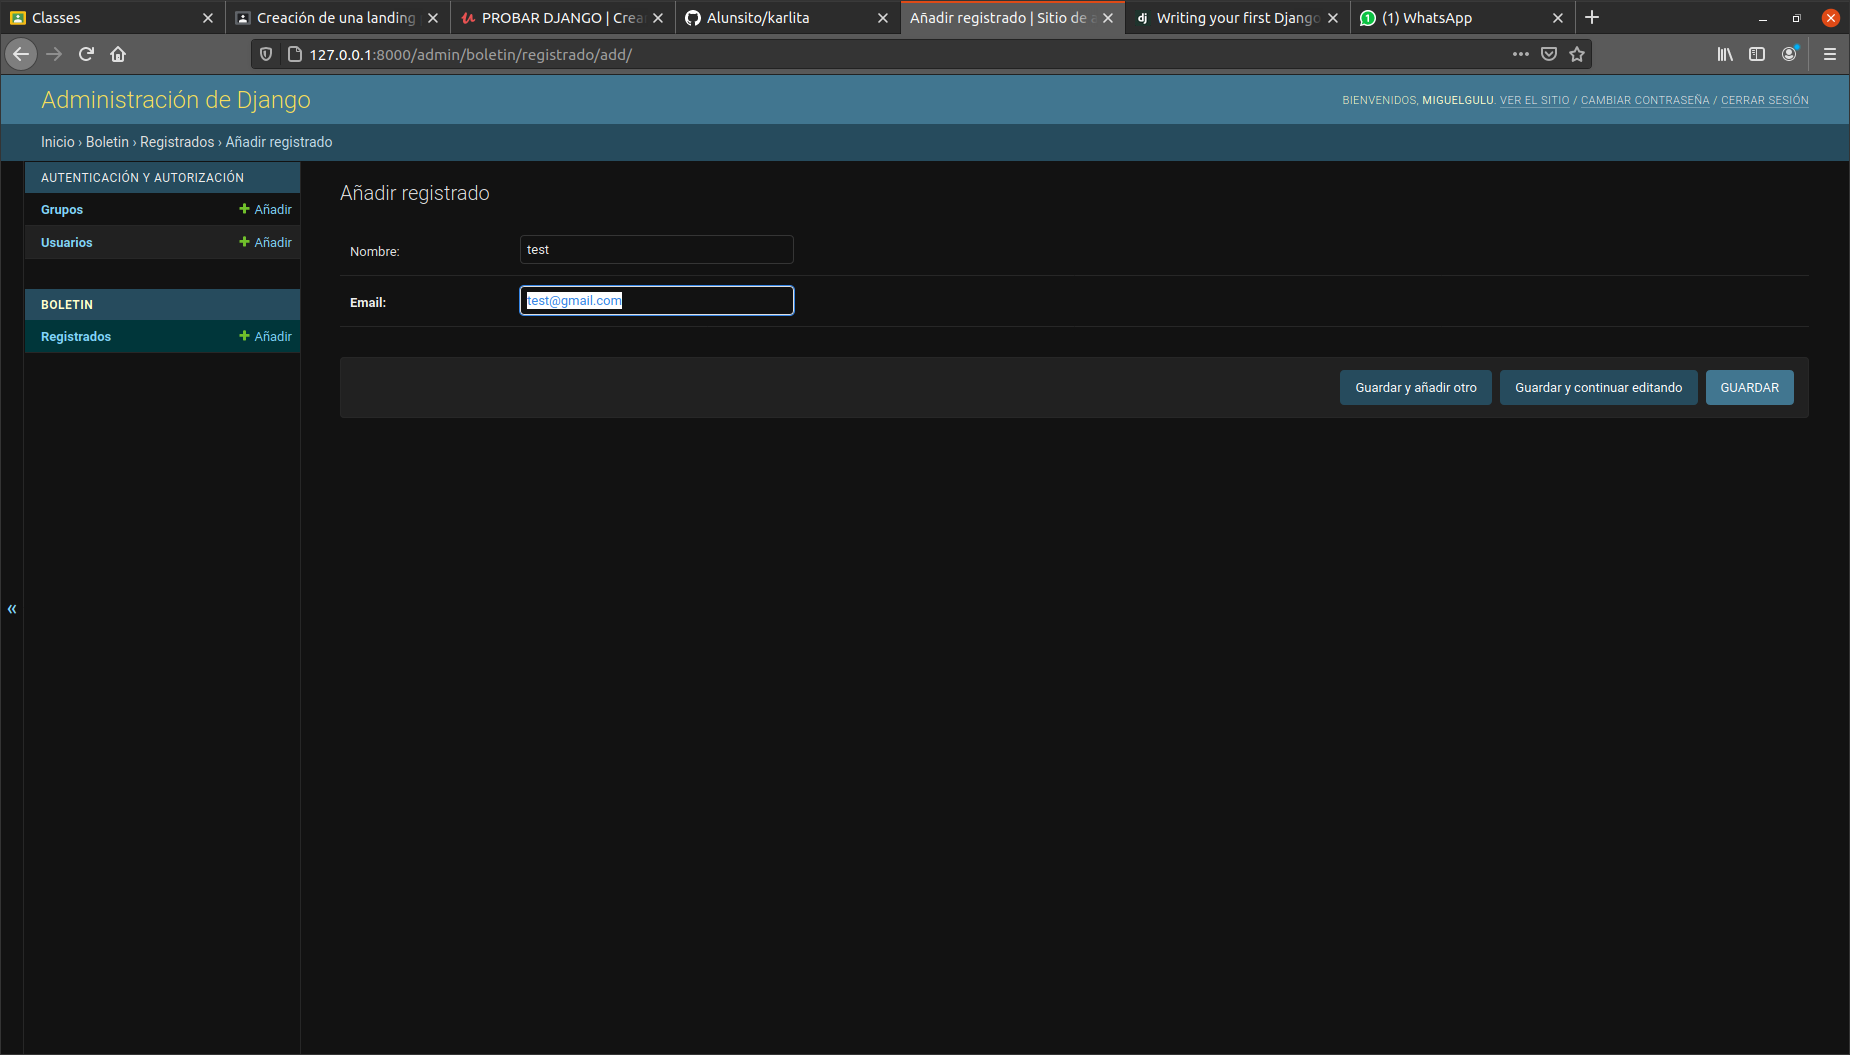 Classes
Creación de una landing
PROBAR DJANGO | Crea
Alunsito/karlita
Añadir registrado | Sitio de a
dj Writing your first Django
1 (1) WhatsApp
127.0.0.1:8000/admin/boletin/registrado/add/
Administración de Django
BIENVENIDOS, MIGUELGULU. VER EL SITIO / CAMBIAR CONTRASEÑA / CERRAR SESIÓN
Inicio › Boletin › Registrados › Añadir registrado
AUTENTICACIÓN Y AUTORIZACIÓN
Grupos + Añadir
Usuarios + Añadir
BOLETIN
Registrados + Añadir
«
Añadir registrado
Nombre: test
Email: test@gmail.com
Guardar y añadir otro
Guardar y continuar editando
GUARDAR